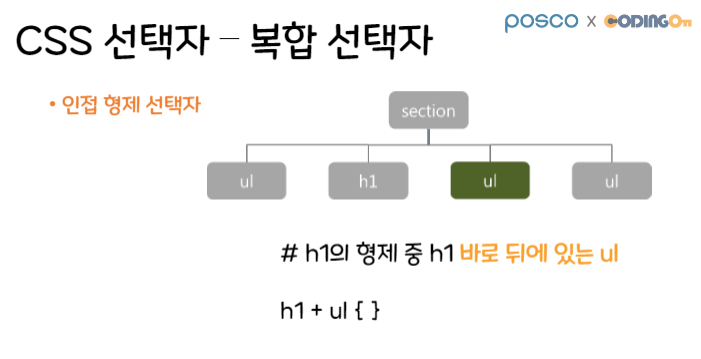 CSS 선택자 – 복합 선택자
posco x CODINGOn
• 인접 형제 선택자
section
ul
h1
ul
ul
# h1의 형제 중 h1 바로 뒤에 있는 ul
h1 + ul { }